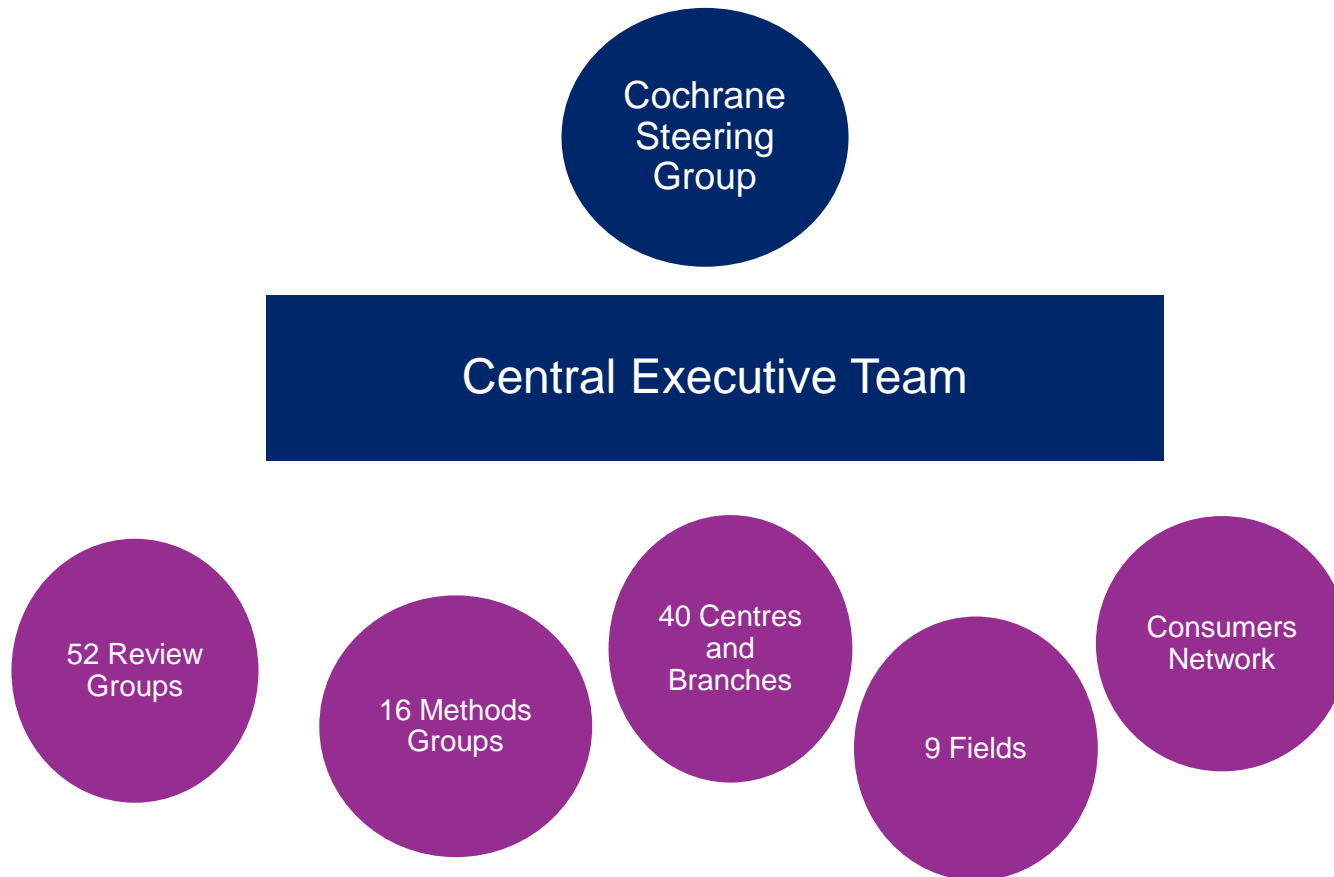 Cochrane
Steering
Group
Central Executive Team
52 Review
Groups
16 Methods
Groups
40 Centres
and
Branches
9 Fields
Consumers
Network